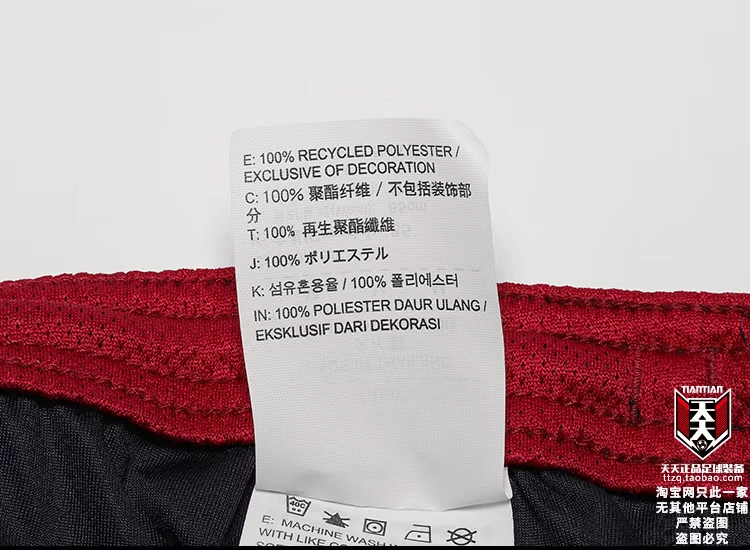 E: 100% RECYCLED POLYESTER /
EXCLUSIVE OF DECORATION
C: 100% 聚酯纤维 / 不包括装饰部
分
T: 100% 再生聚酯纖維
J: 100% ポリエステル
K: 섬유혼용율 / 100% 폴리에스터
IN: 100% POLIESTER DAUR ULANG /
EKSKLUSIF DARI DEKORASI
40C
E: MACHINE WASH
WITH LIKE
TIANTIAN
天天
天天正品足球装备
ttzq.taobao.com
淘宝网只此一家
无其他平台店铺
严禁盗图
盗图必究